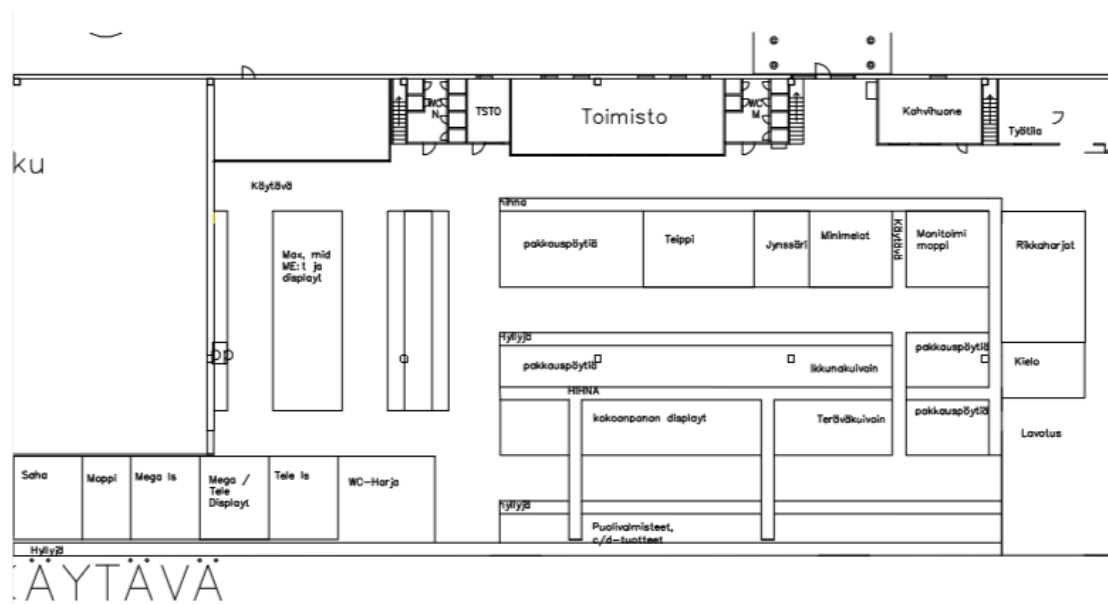 WC
N
TSTO
Toimisto
WC
M
Kahvihuone
Työtila
ku
Käytävä
hihna
pakkauspöytiä
Teippi
Jynssäri
Minimelat
Käytävä
Monitoimi
moppi
Rikkaharjat
Max, mid
ME:t ja
displayt
Hyllyjä
pakkauspöytiä
Ikkunakuivain
pakkauspöytiä
Kielo
HIHNA
kokoonpanon displayt
Teräväkuivain
pakkauspöytiä
Lavotus
Saha
Moppi
Mega ls
Mega /
Tele
Displayt
Tele ls
WC-Harja
hyllyjä
Puolivalmisteet,
c/d-tuotteet
Hyllyjä
KÄYTÄVÄ